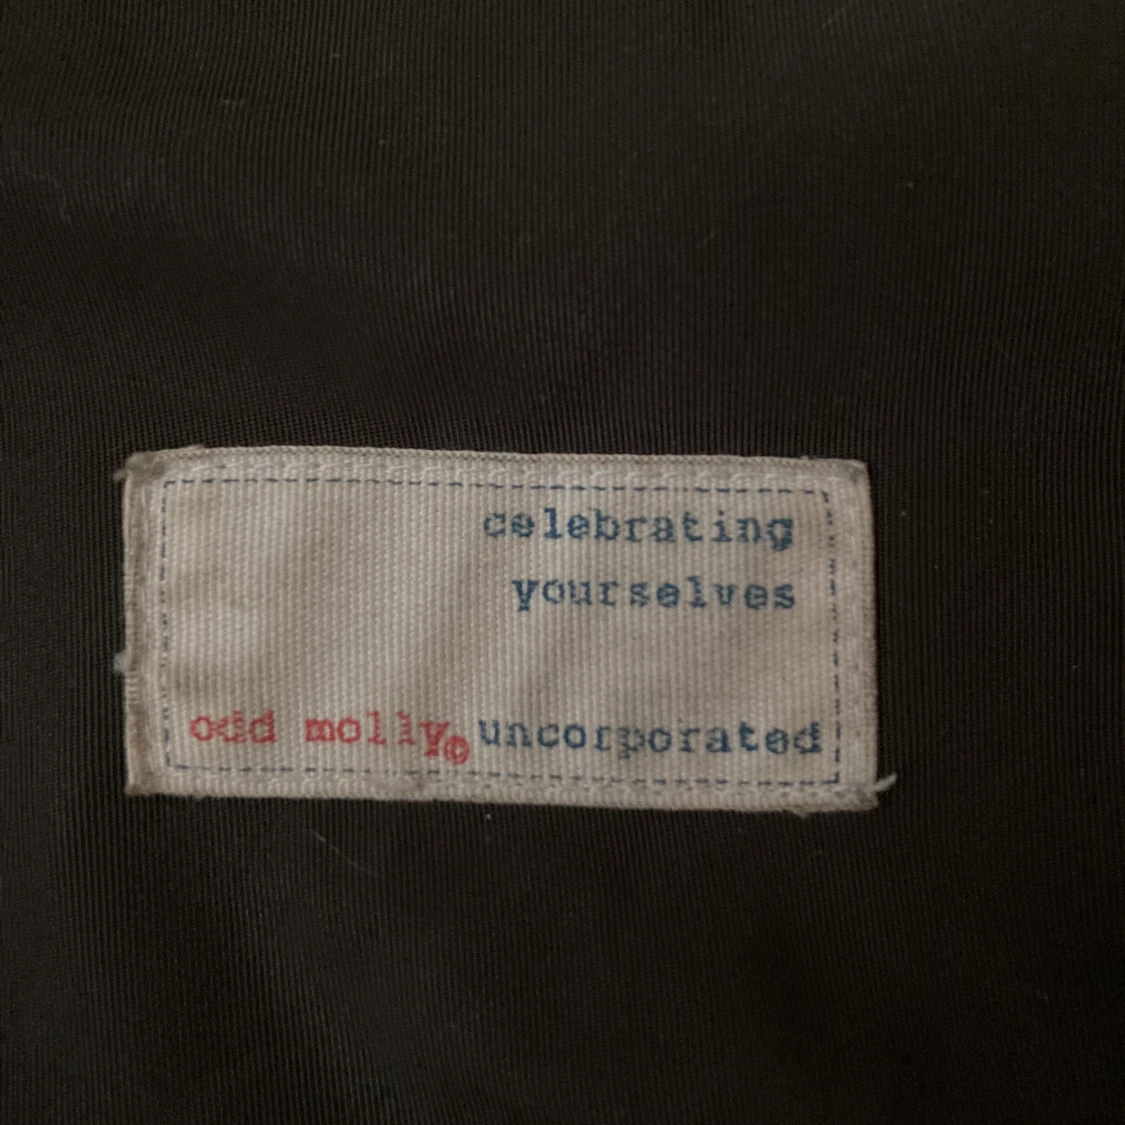 celebrating
yourselves
odd molly© uncorporated